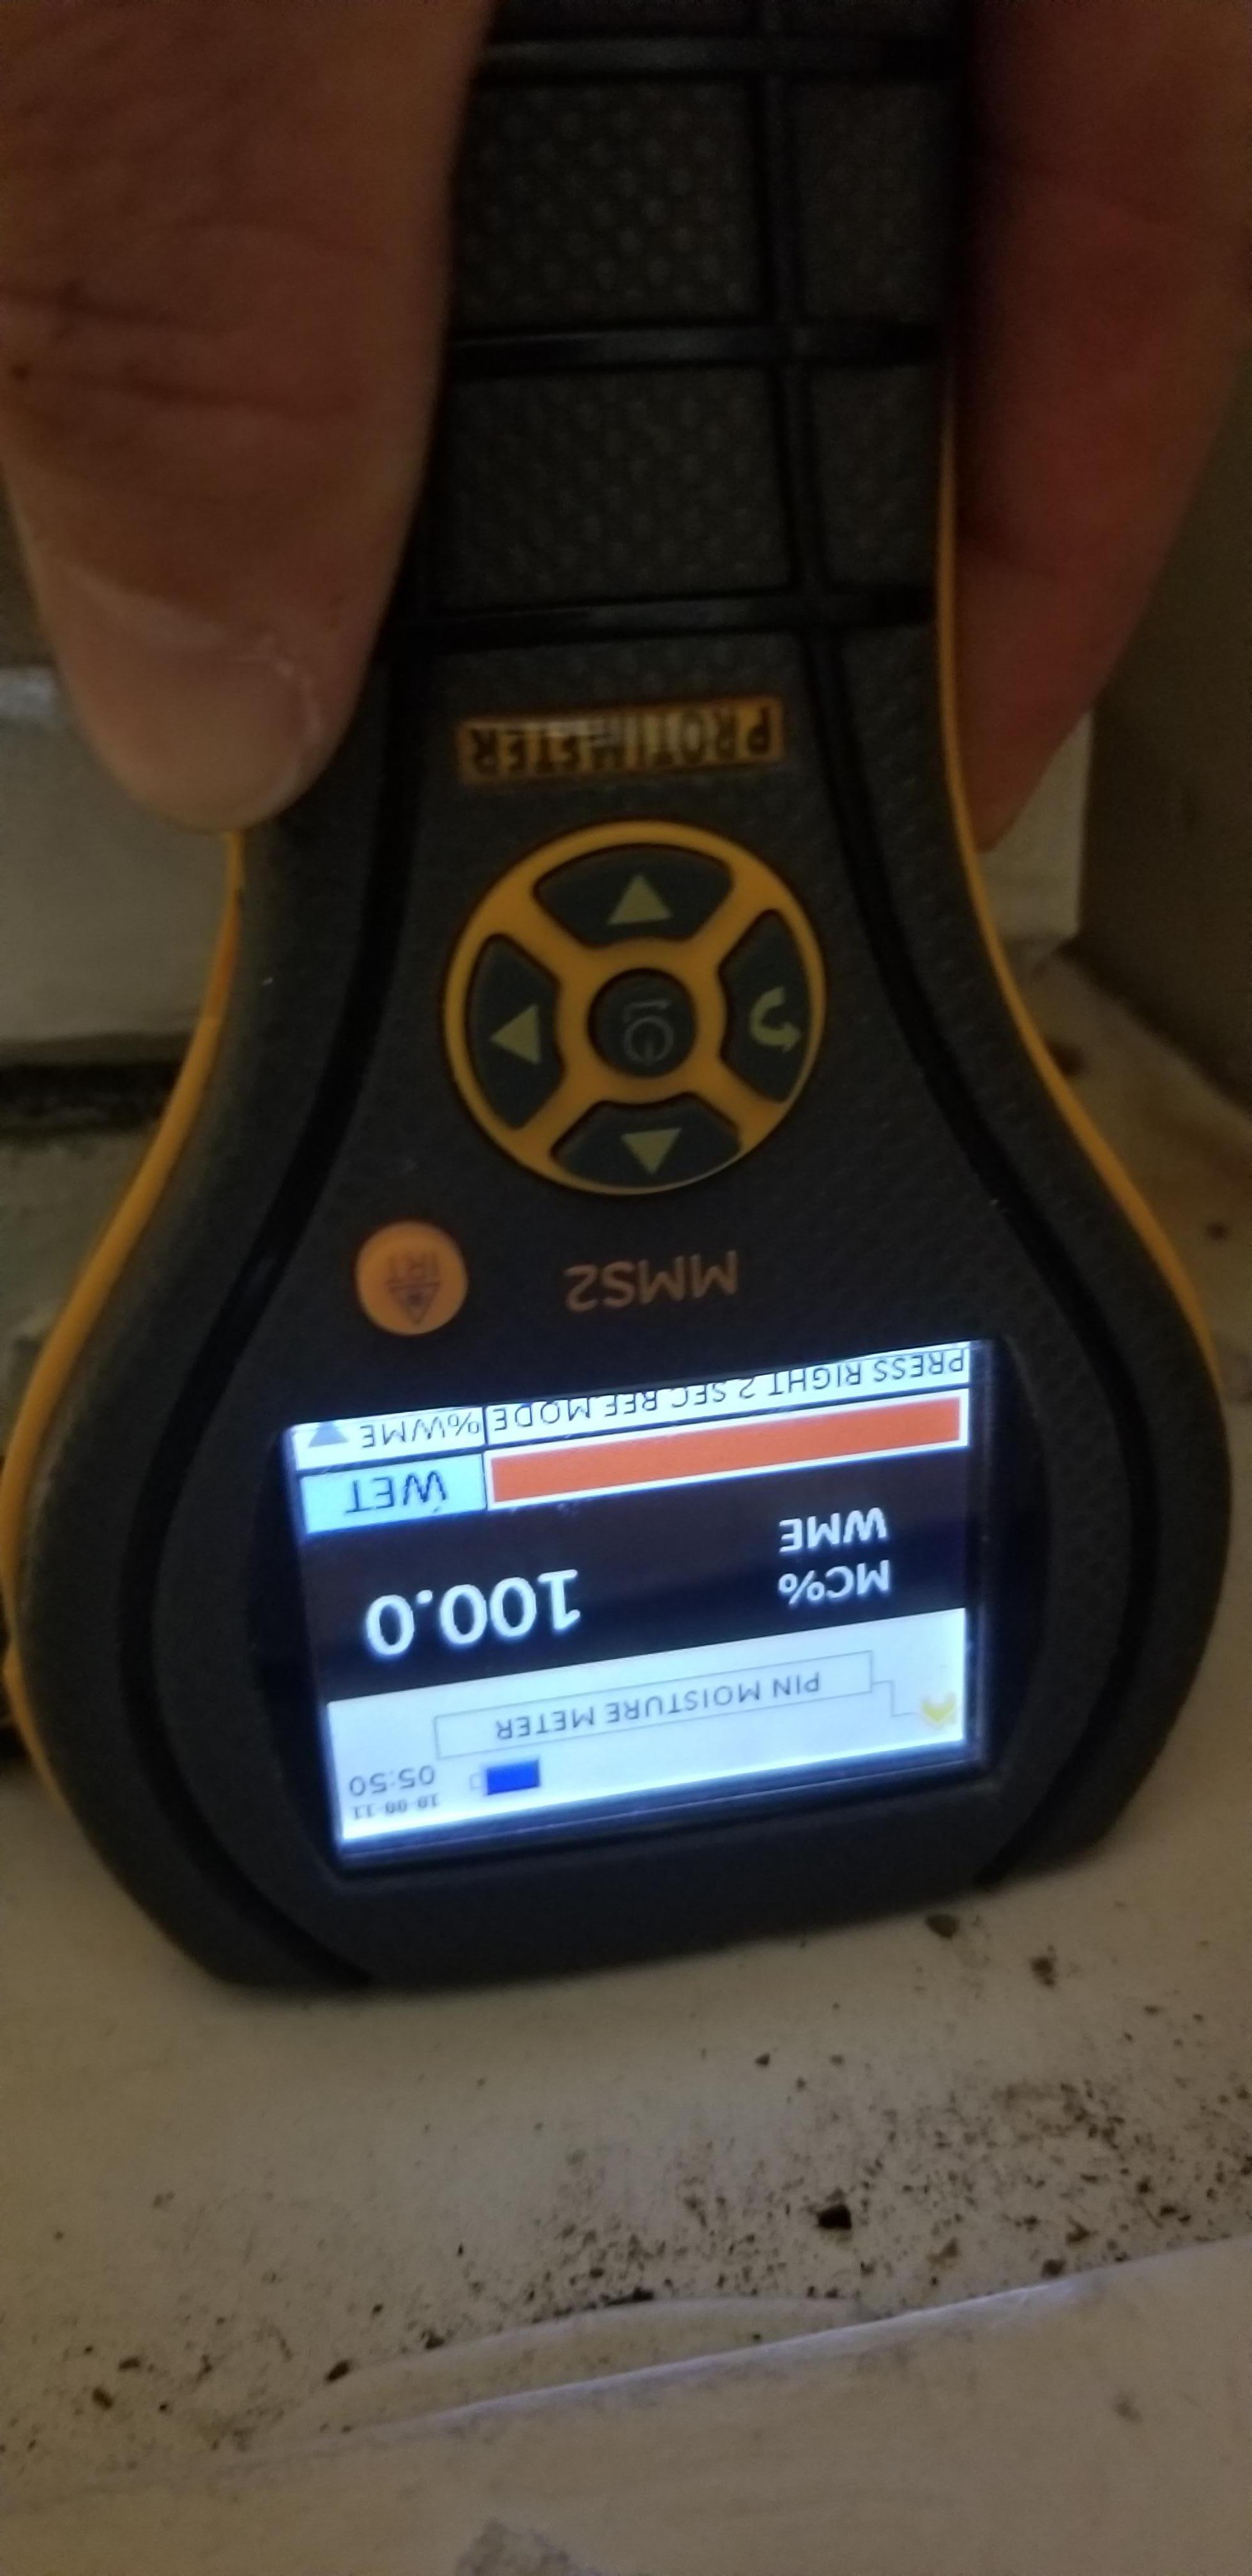 05:50
PIN MOISTURE METER
MC% 100.0
WME
WET
PRESS RIGHT 2 SEC REF MODE %WME
MMS2
IRT
PROTIMETER